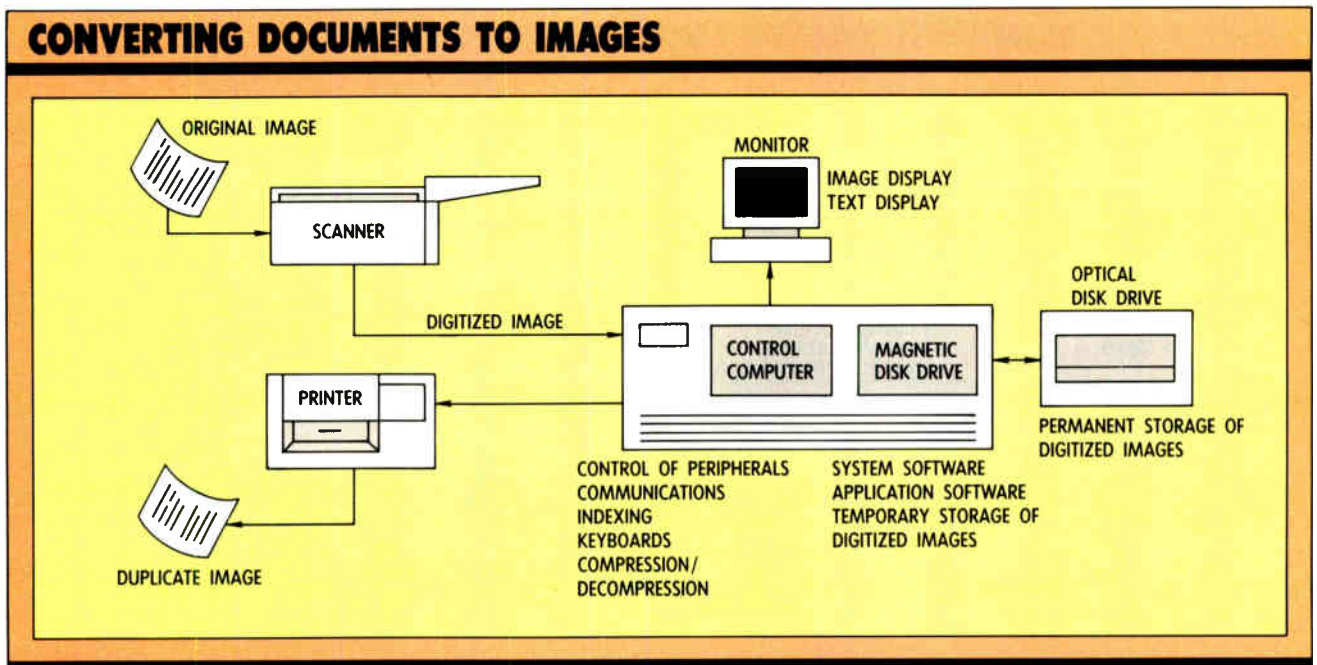 CONVERTING DOCUMENTS TO IMAGES
ORIGINAL IMAGE
SCANNER
MONITOR
IMAGE DISPLAY
TEXT DISPLAY
OPTICAL
DISK DRIVE
DIGITIZED IMAGE
CONTROL
COMPUTER
MAGNETIC
DISK DRIVE
PRINTER
PERMANENT STORAGE OF
DIGITIZED IMAGES
CONTROL OF PERIPHERALS
COMMUNICATIONS
INDEXING
KEYBOARDS
COMPRESSION/
DECOMPRESSION
SYSTEM SOFTWARE
APPLICATION SOFTWARE
TEMPORARY STORAGE OF
DIGITIZED IMAGES
DUPLICATE IMAGE